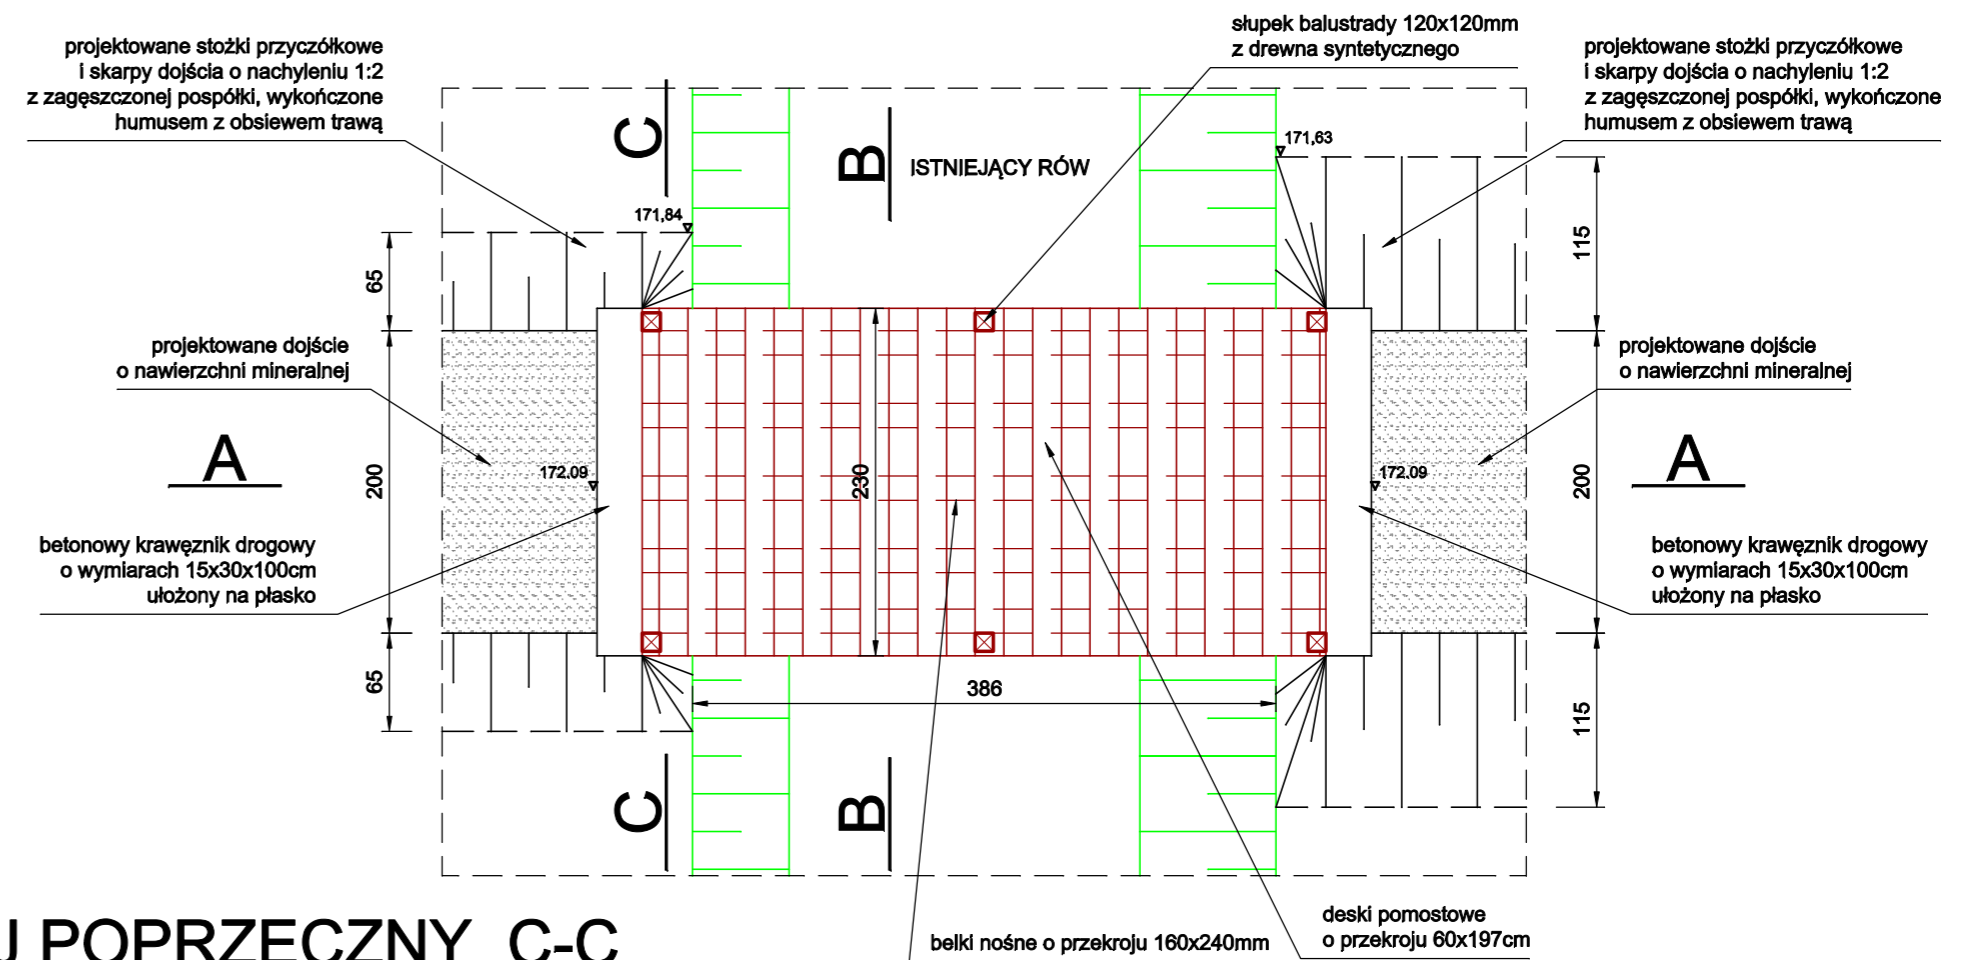 słupek balustrady 120x120mm
z drewna syntetycznego
projektowane stożki przyczółkowe
i skarpy dojścia o nachyleniu 1:2
z zagęszczonej pospółki, wykończone
humusem z obsiewem trawą
projektowane stożki przyczółkowe
i skarpy dojścia o nachyleniu 1:2
z zagęszczonej pospółki, wykończone
humusem z obsiewem trawą
C
B
ISTNIEJĄCY RÓW
171,63
171,84
115
65
projektowane dojście
o nawierzchni mineralnej
projektowane dojście
o nawierzchni mineralnej
A
A
172.09
172.09
200
230
200
betonowy krawęznik drogowy
o wymiarach 15x30x100cm
ułożony na płasko
betonowy krawęznik drogowy
o wymiarach 15x30x100cm
ułożony na płasko
65
386
115
C
B
J POPRZECZNY C-C
belki nośne o przekroju 160x240mm
deski pomostowe
o przekroju 60x197cm